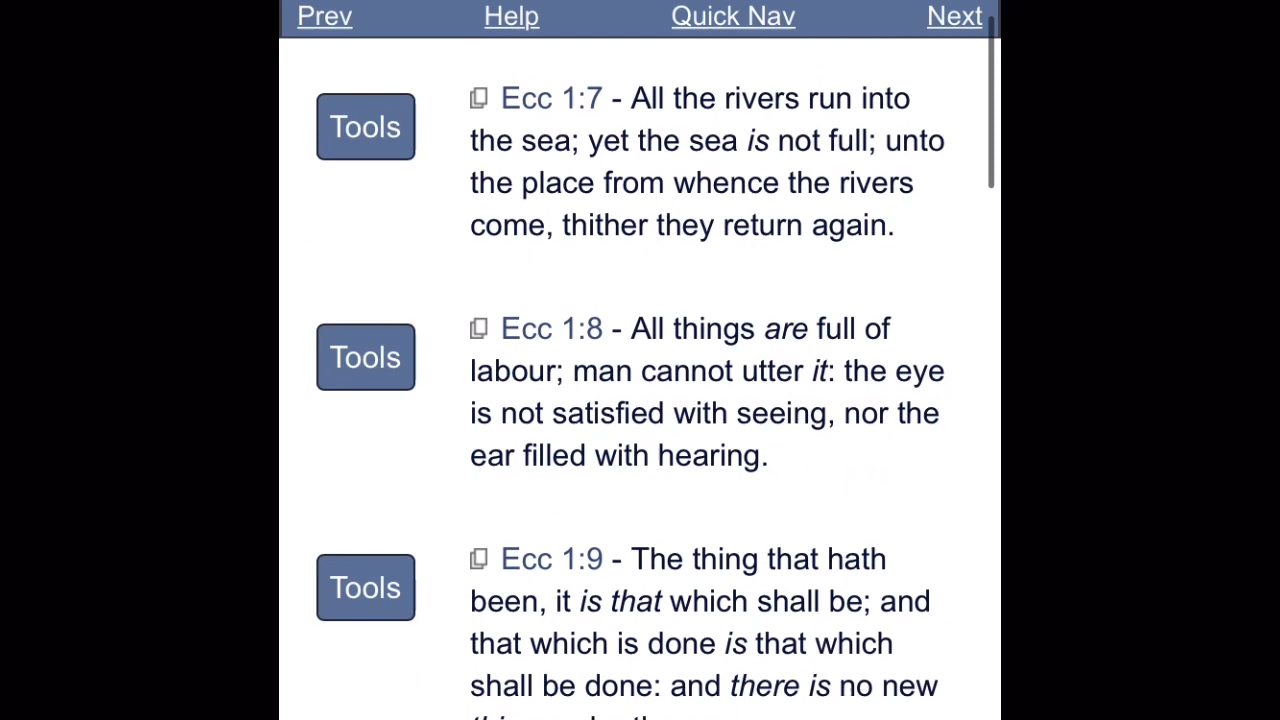 Prev Help Quick Nav Next
Tools
Ecc 1:7 - All the rivers run into
the sea; yet the sea is not full; unto
the place from whence the rivers
come, thither they return again.
Tools
Ecc 1:8 - All things are full of
labour; man cannot utter it: the eye
is not satisfied with seeing, nor the
ear filled with hearing.
Tools
Ecc 1:9 - The thing that hath
been, it is that which shall be; and
that which is done is that which
shall be done: and there is no new